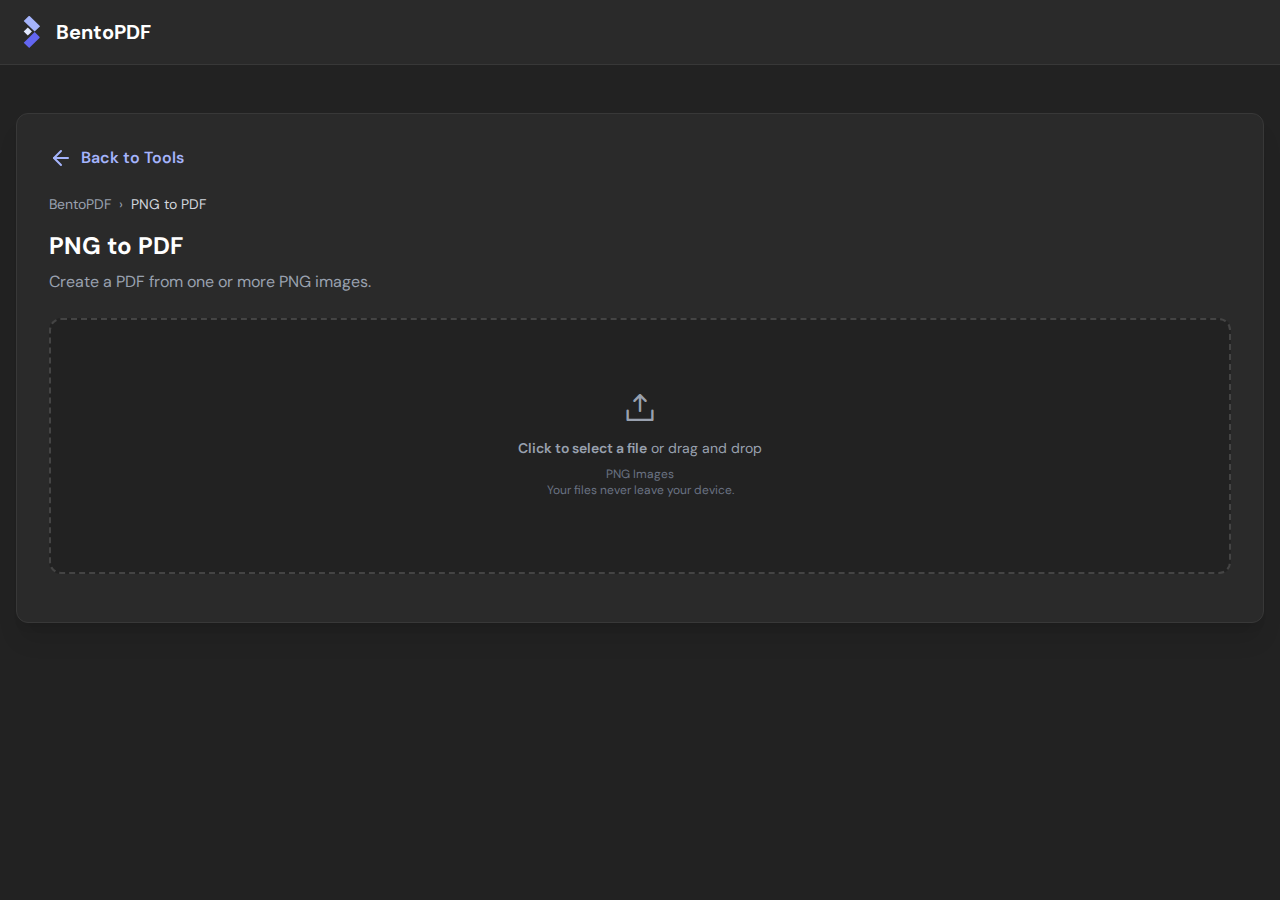 BentoPDF
Back to Tools
BentoPDF › PNG to PDF
PNG to PDF
Create a PDF from one or more PNG images.
Click to select a file or drag and drop
PNG Images
Your files never leave your device.